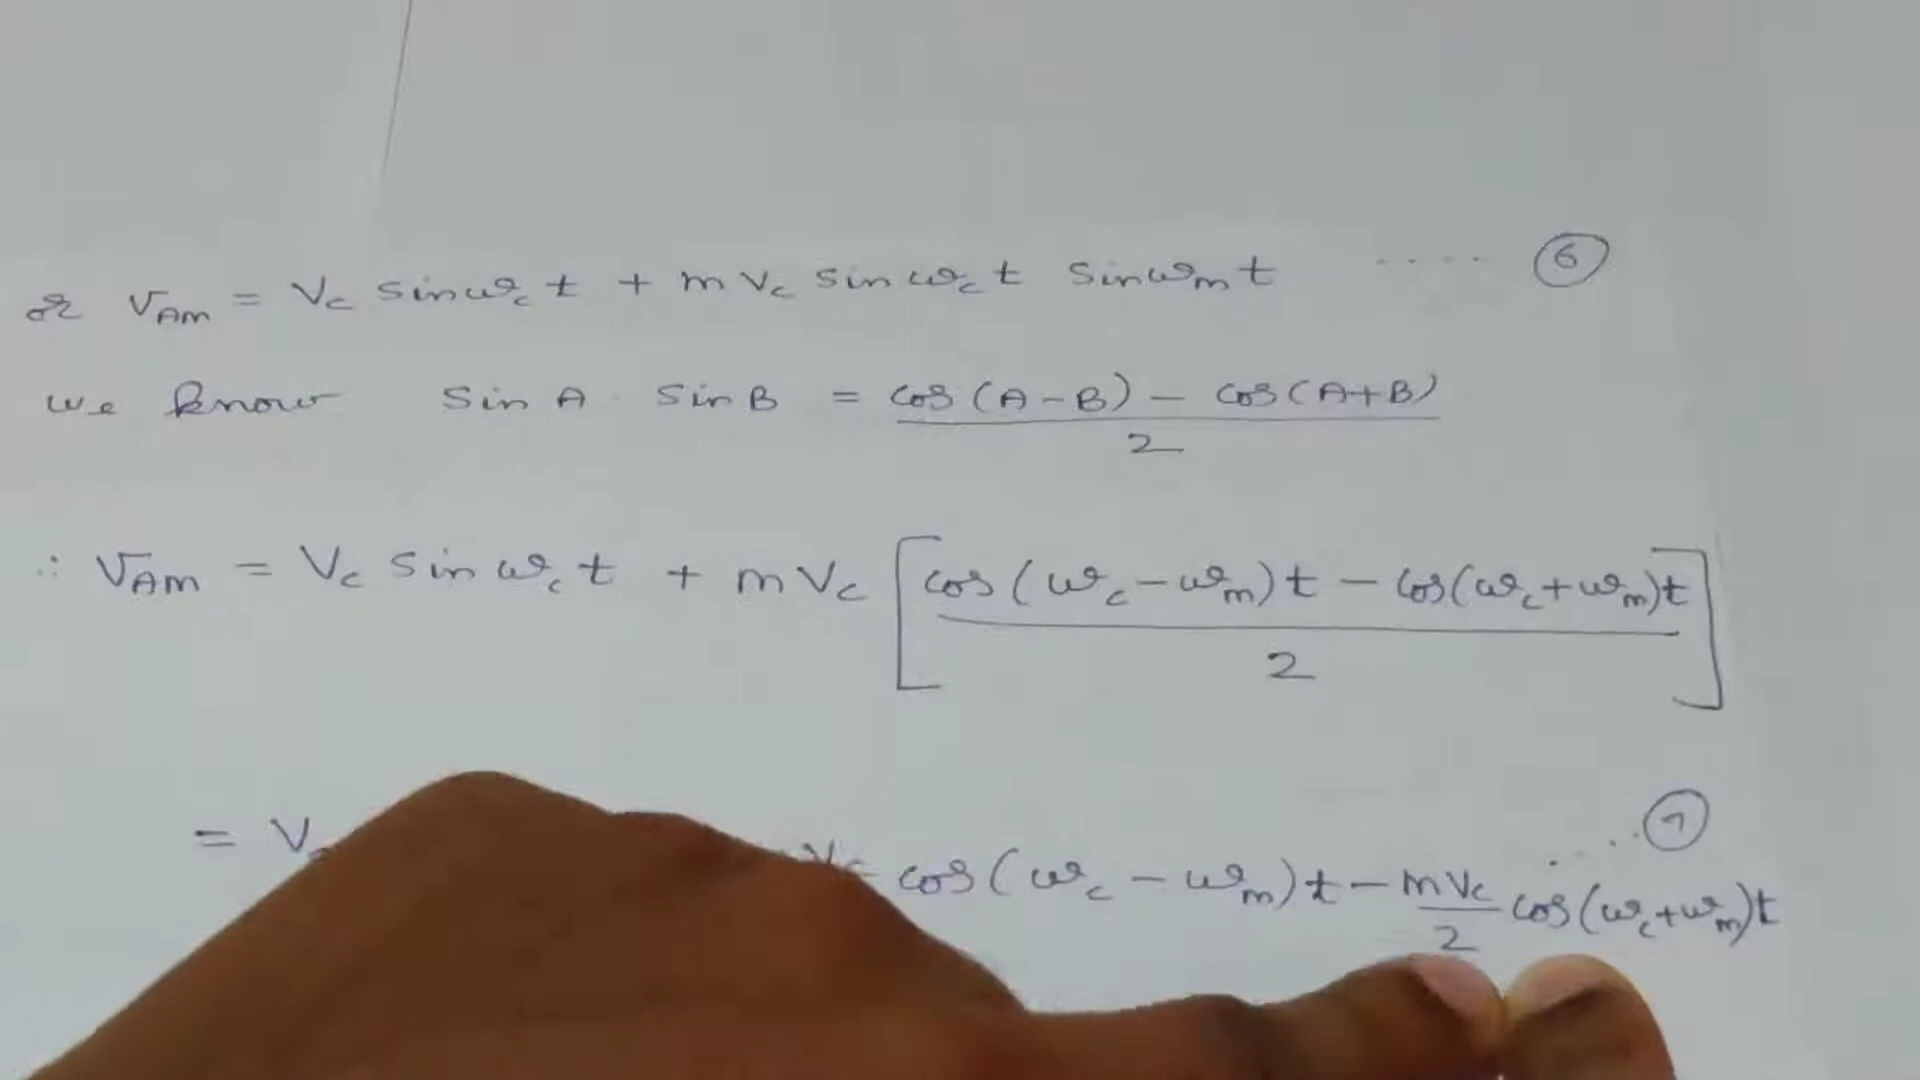 or V_AM = V_c sin ω_c t + m V_c sin ω_c t sin ω_m t ..... ⑥
we know sin A . sin B = (cos (A-B) - cos (A+B)) / 2
∴ V_AM = V_c sin ω_c t + m V_c [ (cos (ω_c - ω_m) t - cos (ω_c + ω_m) t) / 2 ]
..... ⑦
= V_c cos (ω_c - ω_m) t - (m V_c / 2) cos (ω_c + ω_m) t